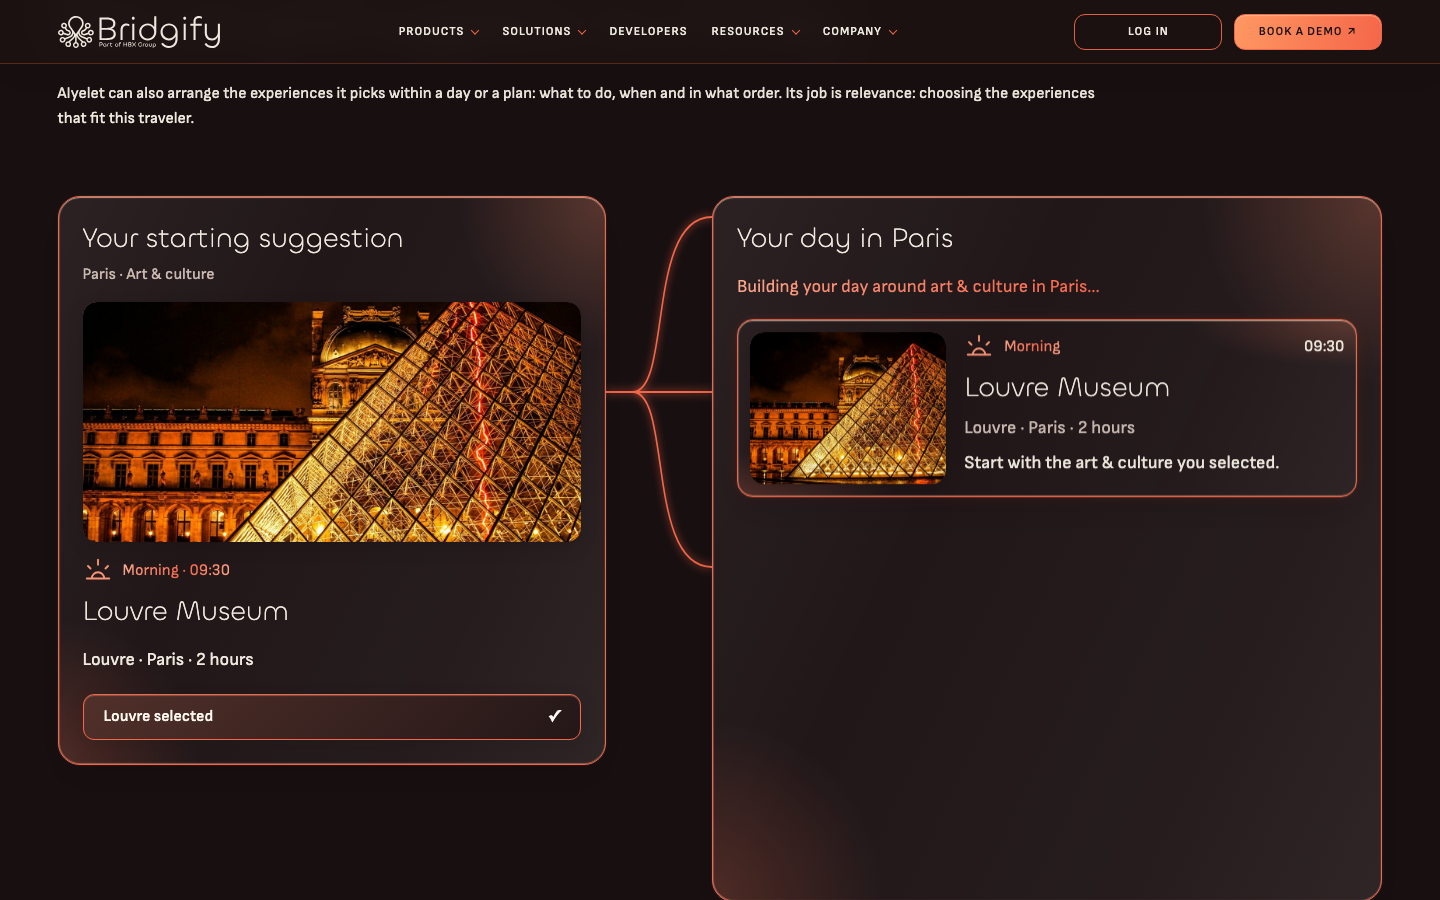 Bridgify
Part of HBX Group
PRODUCTS
SOLUTIONS
DEVELOPERS
RESOURCES
COMPANY
LOG IN
BOOK A DEMO ↗
Alyelet can also arrange the experiences it picks within a day or a plan: what to do, when and in what order. Its job is relevance: choosing the experiences
that fit this traveler.
Your starting suggestion
Paris · Art & culture
Morning · 09:30
Louvre Museum
Louvre · Paris · 2 hours
Louvre selected ✓
Your day in Paris
Building your day around art & culture in Paris...
Morning 09:30
Louvre Museum
Louvre · Paris · 2 hours
Start with the art & culture you selected.